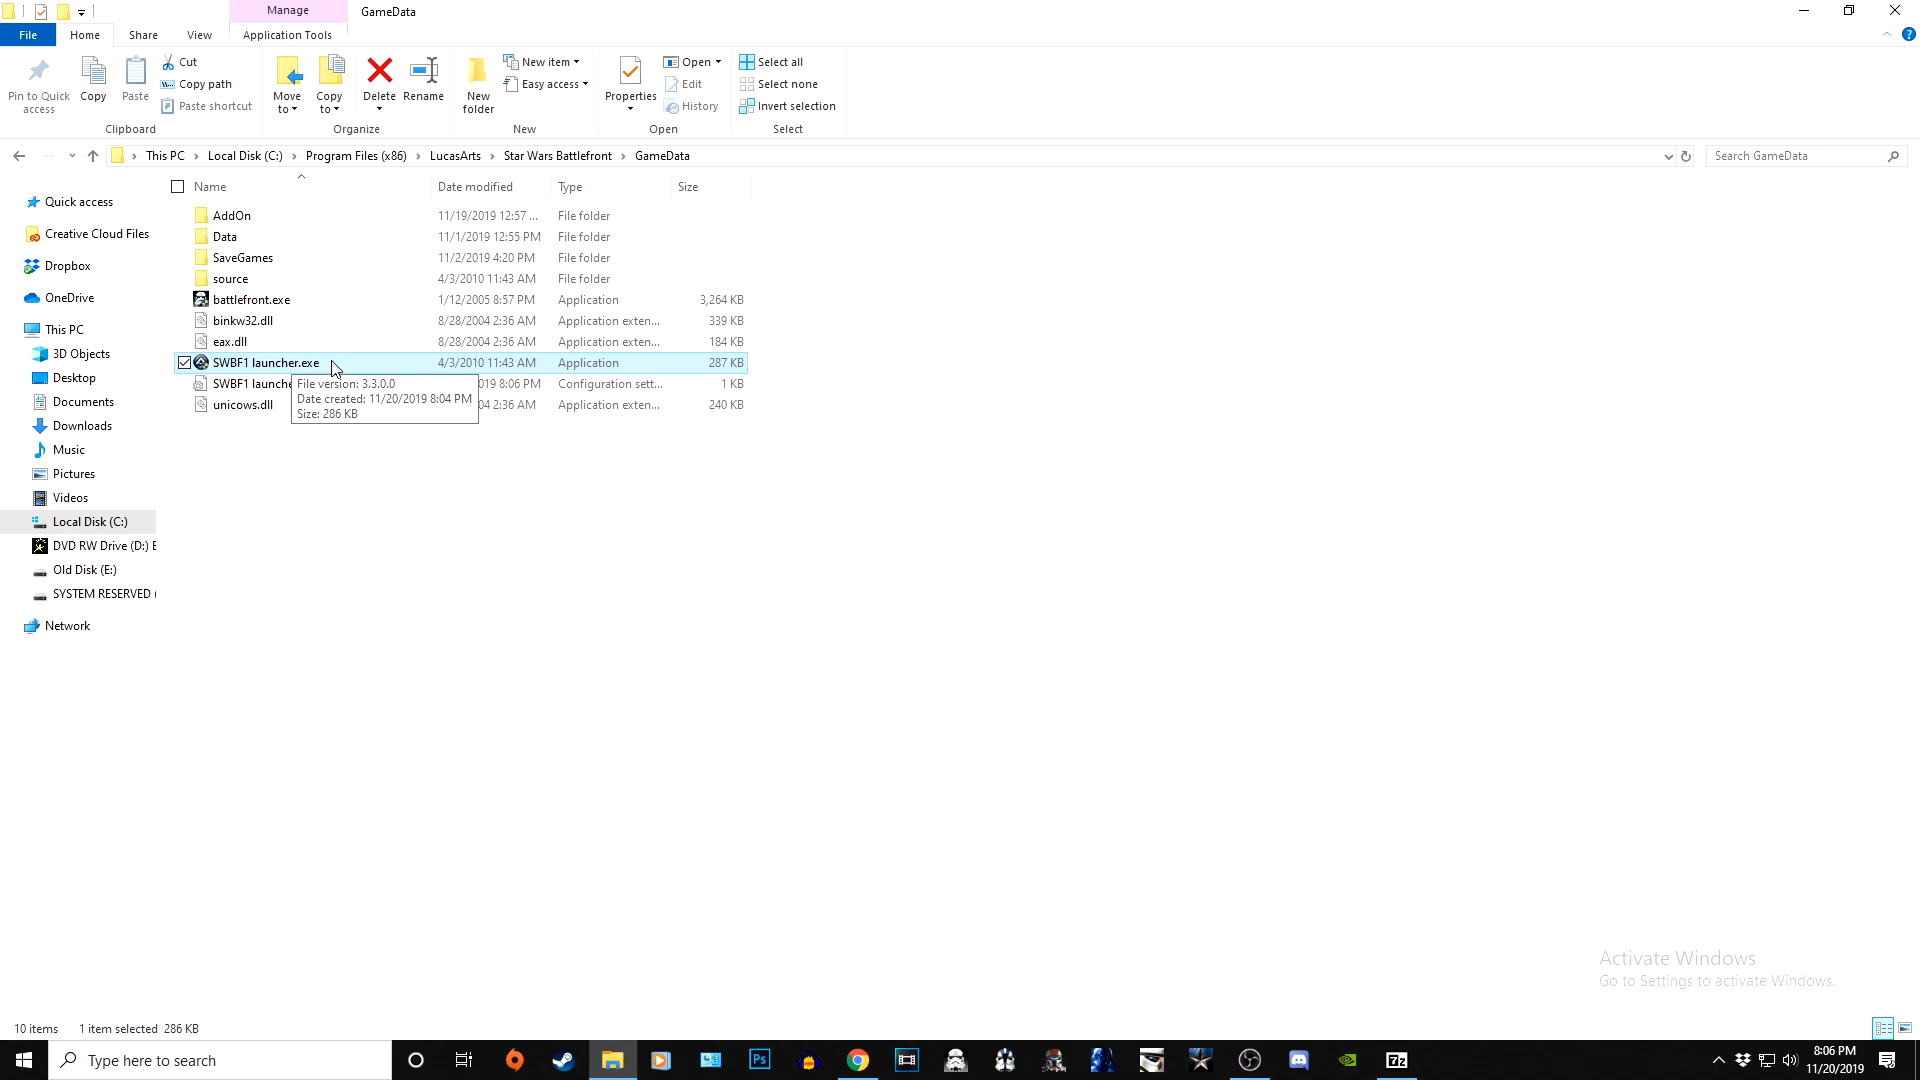 Manage
GameData
File
Home
Share
View
Application Tools
Pin to Quick access
Copy
Paste
Cut
Copy path
Paste shortcut
Clipboard
Move to
Copy to
Delete
Rename
Organize
New folder
New item
Easy access
New
Properties
Open
Edit
History
Open
Select all
Select none
Invert selection
Select
This PC > Local Disk (C:) > Program Files (x86) > LucasArts > Star Wars Battlefront > GameData
Search GameData
Name Date modified Type Size
AddOn 11/19/2019 12:57 ... File folder
Data 11/1/2019 12:55 PM File folder
SaveGames 11/2/2019 4:20 PM File folder
source 4/3/2010 11:43 AM File folder
battlefront.exe 1/12/2005 8:57 PM Application 3,264 KB
binkw32.dll 8/28/2004 2:36 AM Application exten... 339 KB
eax.dll 8/28/2004 2:36 AM Application exten... 184 KB
SWBF1 launcher.exe 4/3/2010 11:43 AM Application 287 KB
SWBF1 launche 019 8:06 PM Configuration sett... 1 KB
unicows.dll 04 2:36 AM Application exten... 240 KB
File version: 3.3.0.0
Date created: 11/20/2019 8:04 PM
Size: 286 KB
Quick access
Creative Cloud Files
Dropbox
OneDrive
This PC
3D Objects
Desktop
Documents
Downloads
Music
Pictures
Videos
Local Disk (C:)
DVD RW Drive (D:) E
Old Disk (E:)
SYSTEM RESERVED (
Network
Activate Windows
Go to Settings to activate Windows.
10 items 1 item selected 286 KB
Type here to search
Ps
7z
8:06 PM
11/20/2019